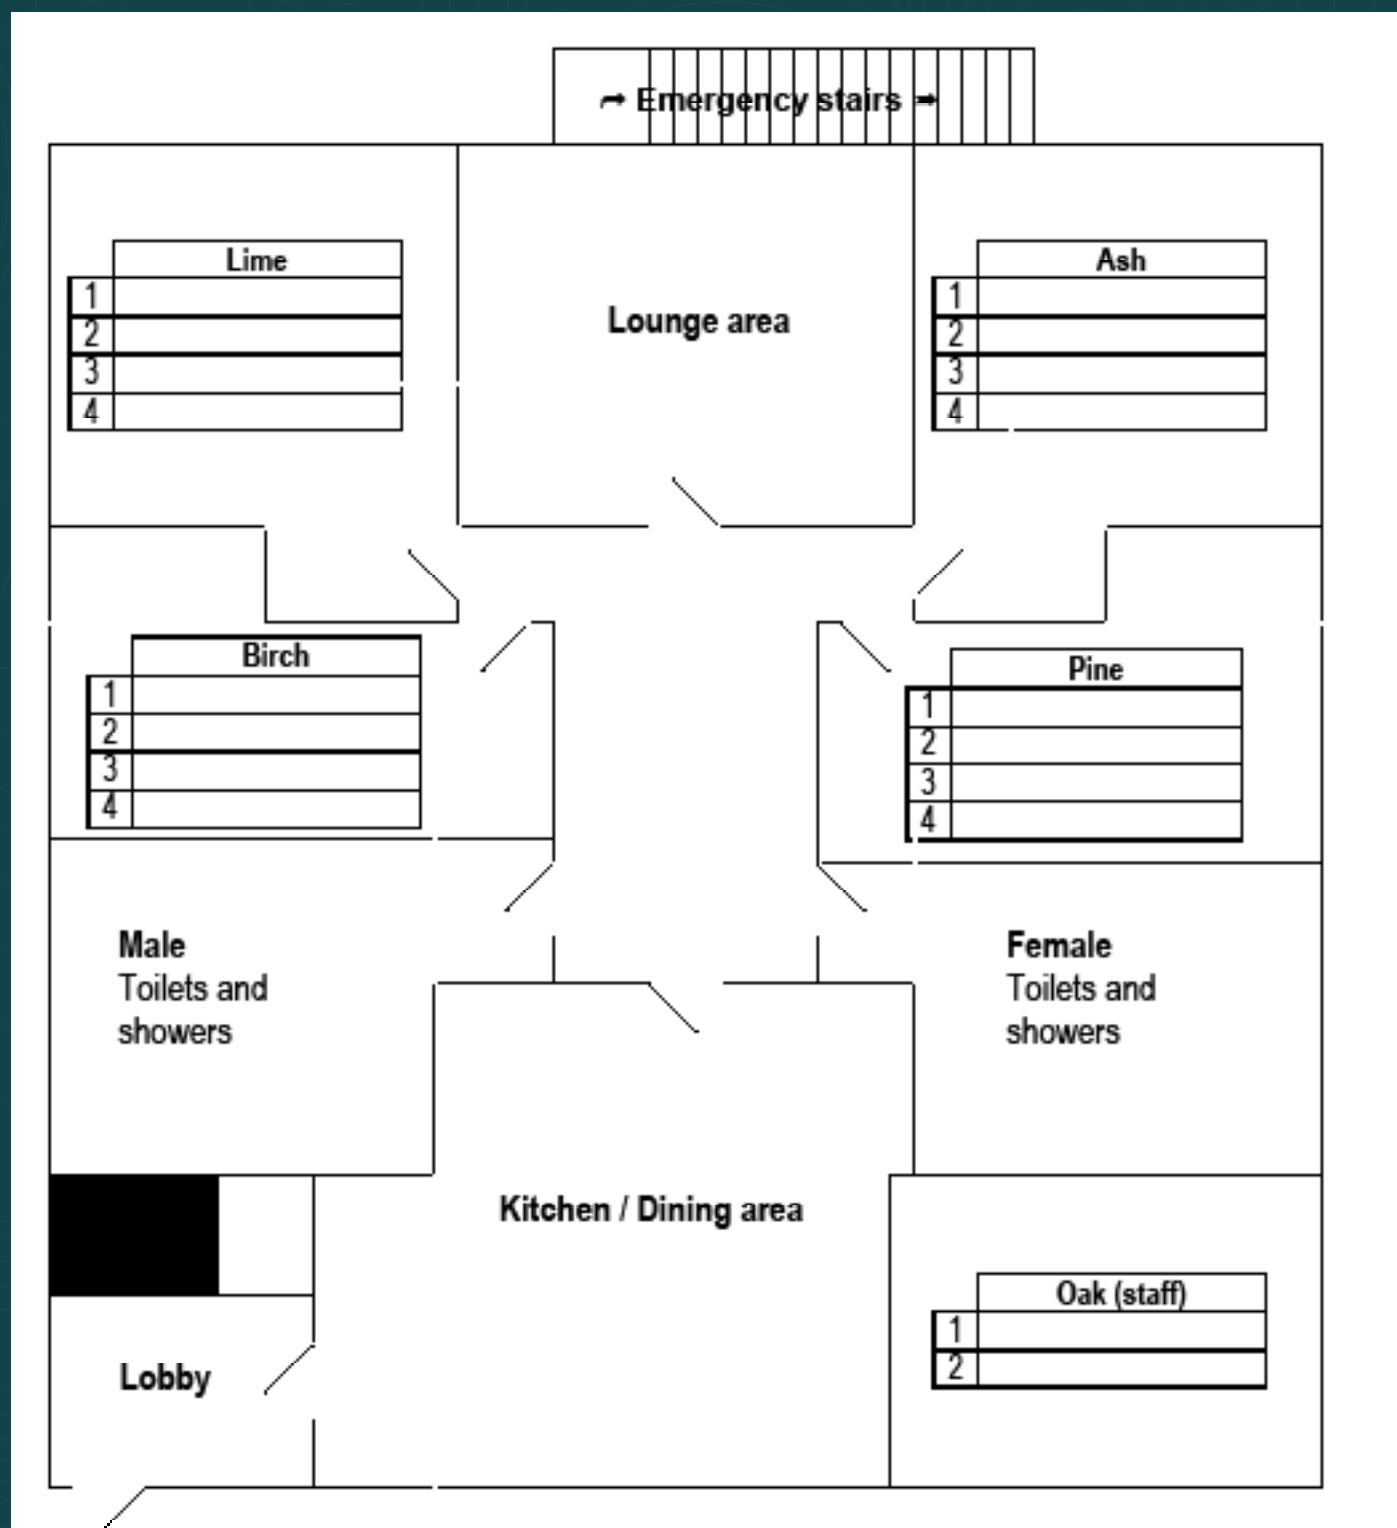 ➦ Emergency stairs ➡
Lime
1
2
3
4
Lounge area
Ash
1
2
3
4
Birch
1
2
3
4
Pine
1
2
3
4
Male
Toilets and
showers
Female
Toilets and
showers
Kitchen / Dining area
Oak (staff)
1
2
Lobby